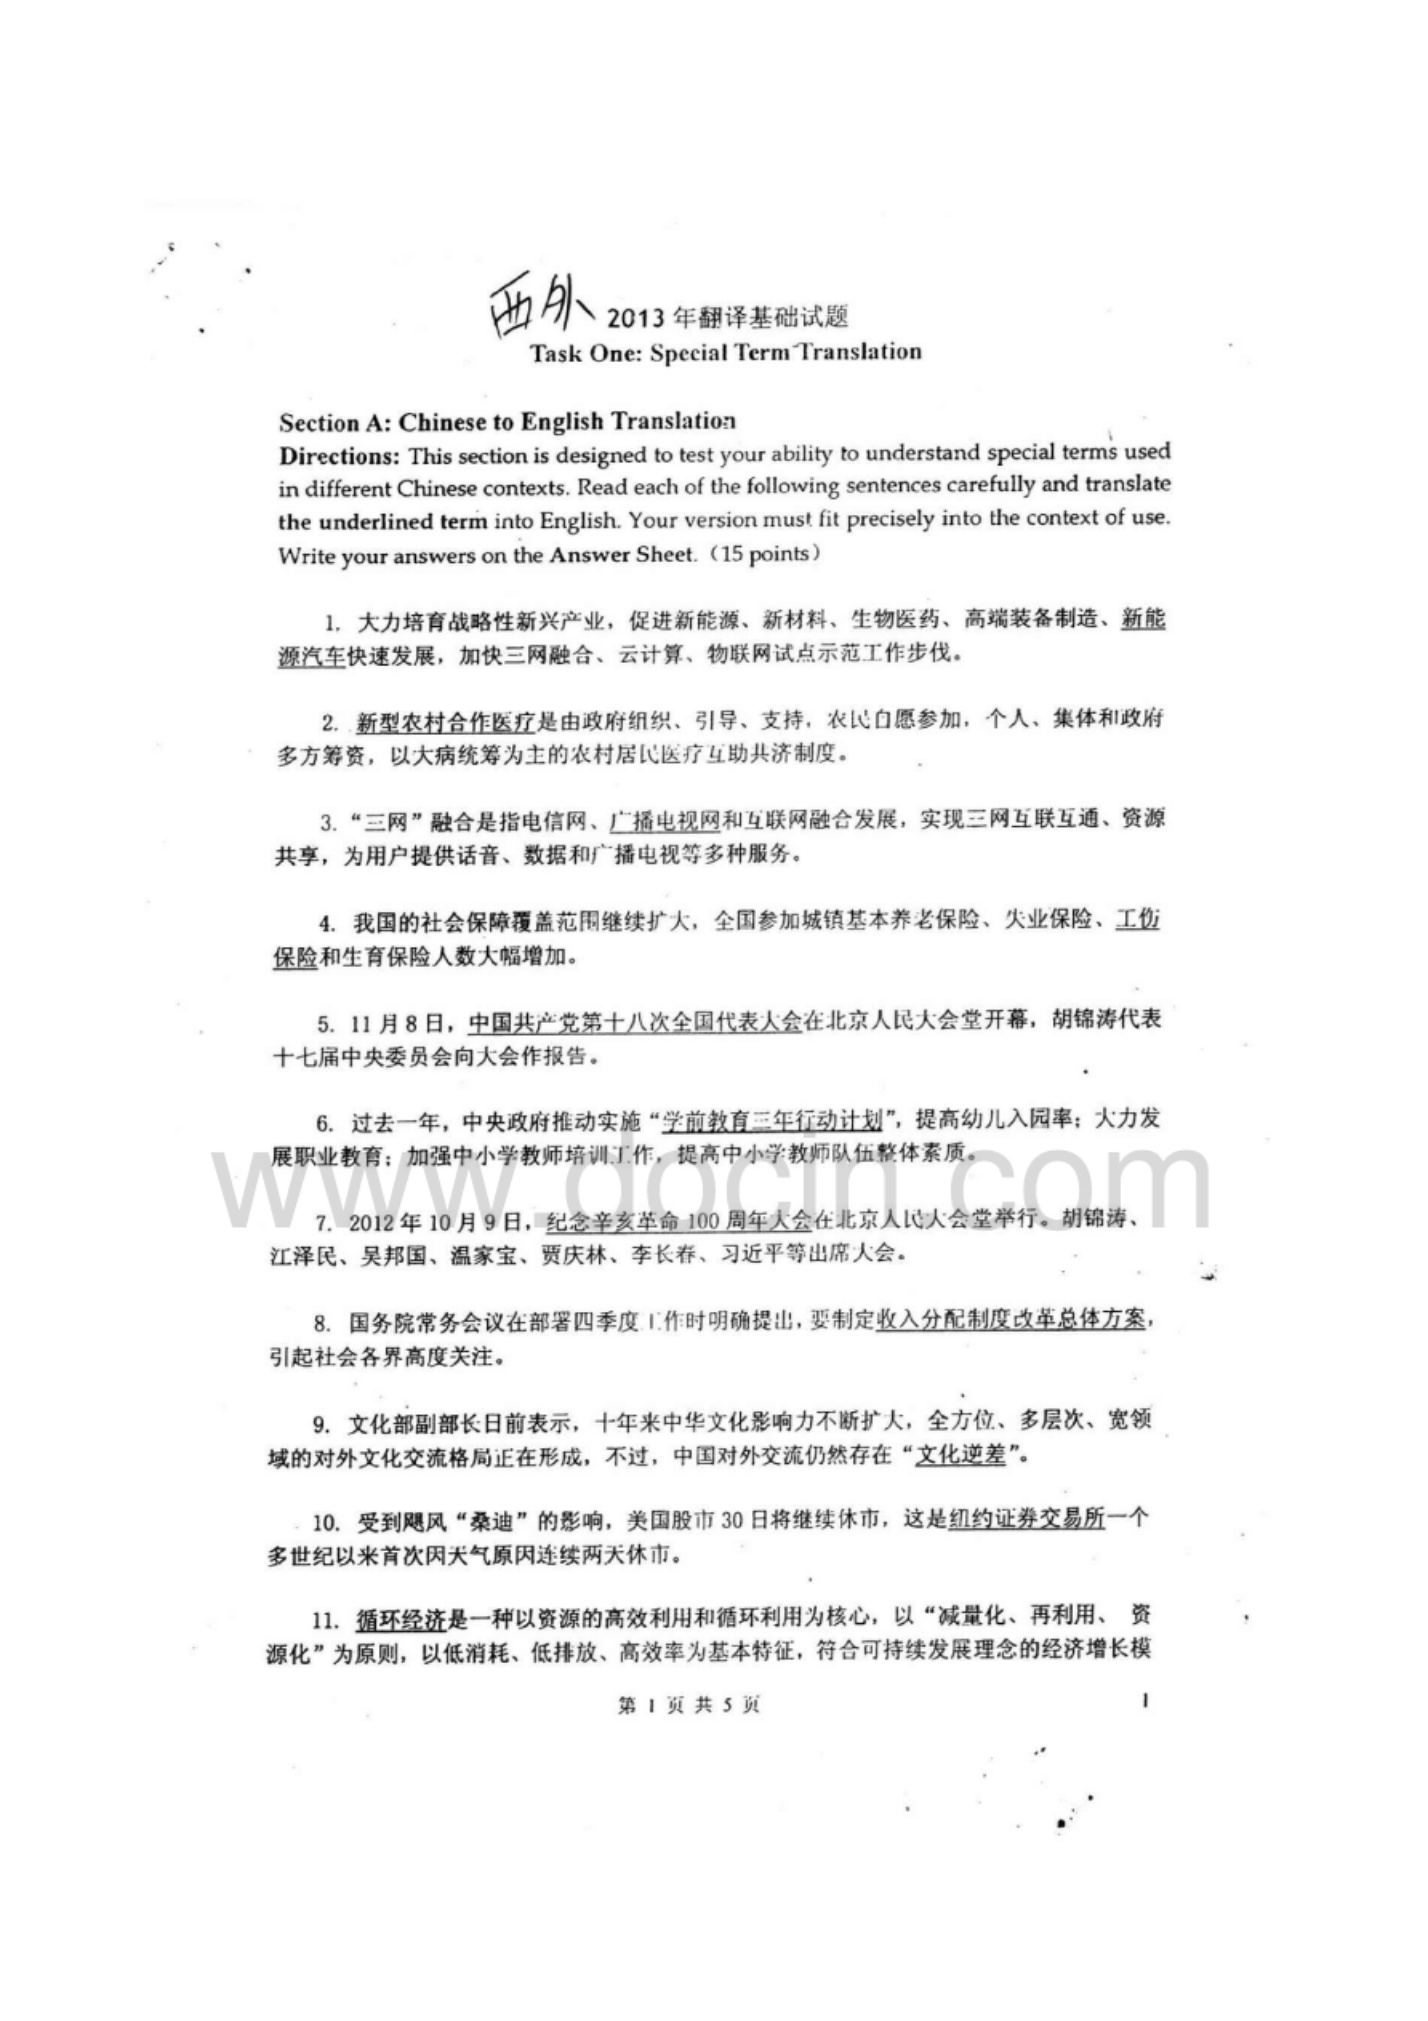 西外 2013 年翻译基础试题
Task One: Special Term Translation
Section A: Chinese to English Translation
Directions: This section is designed to test your ability to understand special terms used
in different Chinese contexts. Read each of the following sentences carefully and translate
the underlined term into English. Your version must fit precisely into the context of use.
Write your answers on the Answer Sheet.（15 points）
1. 大力培育战略性新兴产业，促进新能源、新材料、生物医药、高端装备制造、新能
源汽车快速发展，加快三网融合、云计算、物联网试点示范工作步伐。
2. 新型农村合作医疗是由政府组织、引导、支持，农民自愿参加，个人、集体和政府
多方筹资，以大病统筹为主的农村居民医疗互助共济制度。
3. “三网”融合是指电信网、广播电视网和互联网融合发展，实现三网互联互通、资源
共享，为用户提供话音、数据和广播电视等多种服务。
4. 我国的社会保障覆盖范围继续扩大，全国参加城镇基本养老保险、失业保险、工伤
保险和生育保险人数大幅增加。
5. 11 月 8 日，中国共产党第十八次全国代表大会在北京人民大会堂开幕，胡锦涛代表
十七届中央委员会向大会作报告。
6. 过去一年，中央政府推动实施“学前教育三年行动计划”，提高幼儿入园率；大力发
展职业教育；加强中小学教师培训工作，提高中小学教师队伍整体素质。
www.docin.com
7. 2012 年 10 月 9 日，纪念辛亥革命 100 周年大会在北京人民大会堂举行。胡锦涛、
江泽民、吴邦国、温家宝、贾庆林、李长春、习近平等出席大会。
8. 国务院常务会议在部署四季度工作时明确提出，要制定收入分配制度改革总体方案，
引起社会各界高度关注。
9. 文化部副部长日前表示，十年来中华文化影响力不断扩大，全方位、多层次、宽领
域的对外文化交流格局正在形成，不过，中国对外交流仍然存在“文化逆差”。
10. 受到飓风“桑迪”的影响，美国股市 30 日将继续休市，这是纽约证券交易所一个
多世纪以来首次因天气原因连续两天休市。
11. 循环经济是一种以资源的高效利用和循环利用为核心，以“减量化、再利用、 资
源化”为原则，以低消耗、低排放、高效率为基本特征，符合可持续发展理念的经济增长模
第 1 页 共 5 页 1